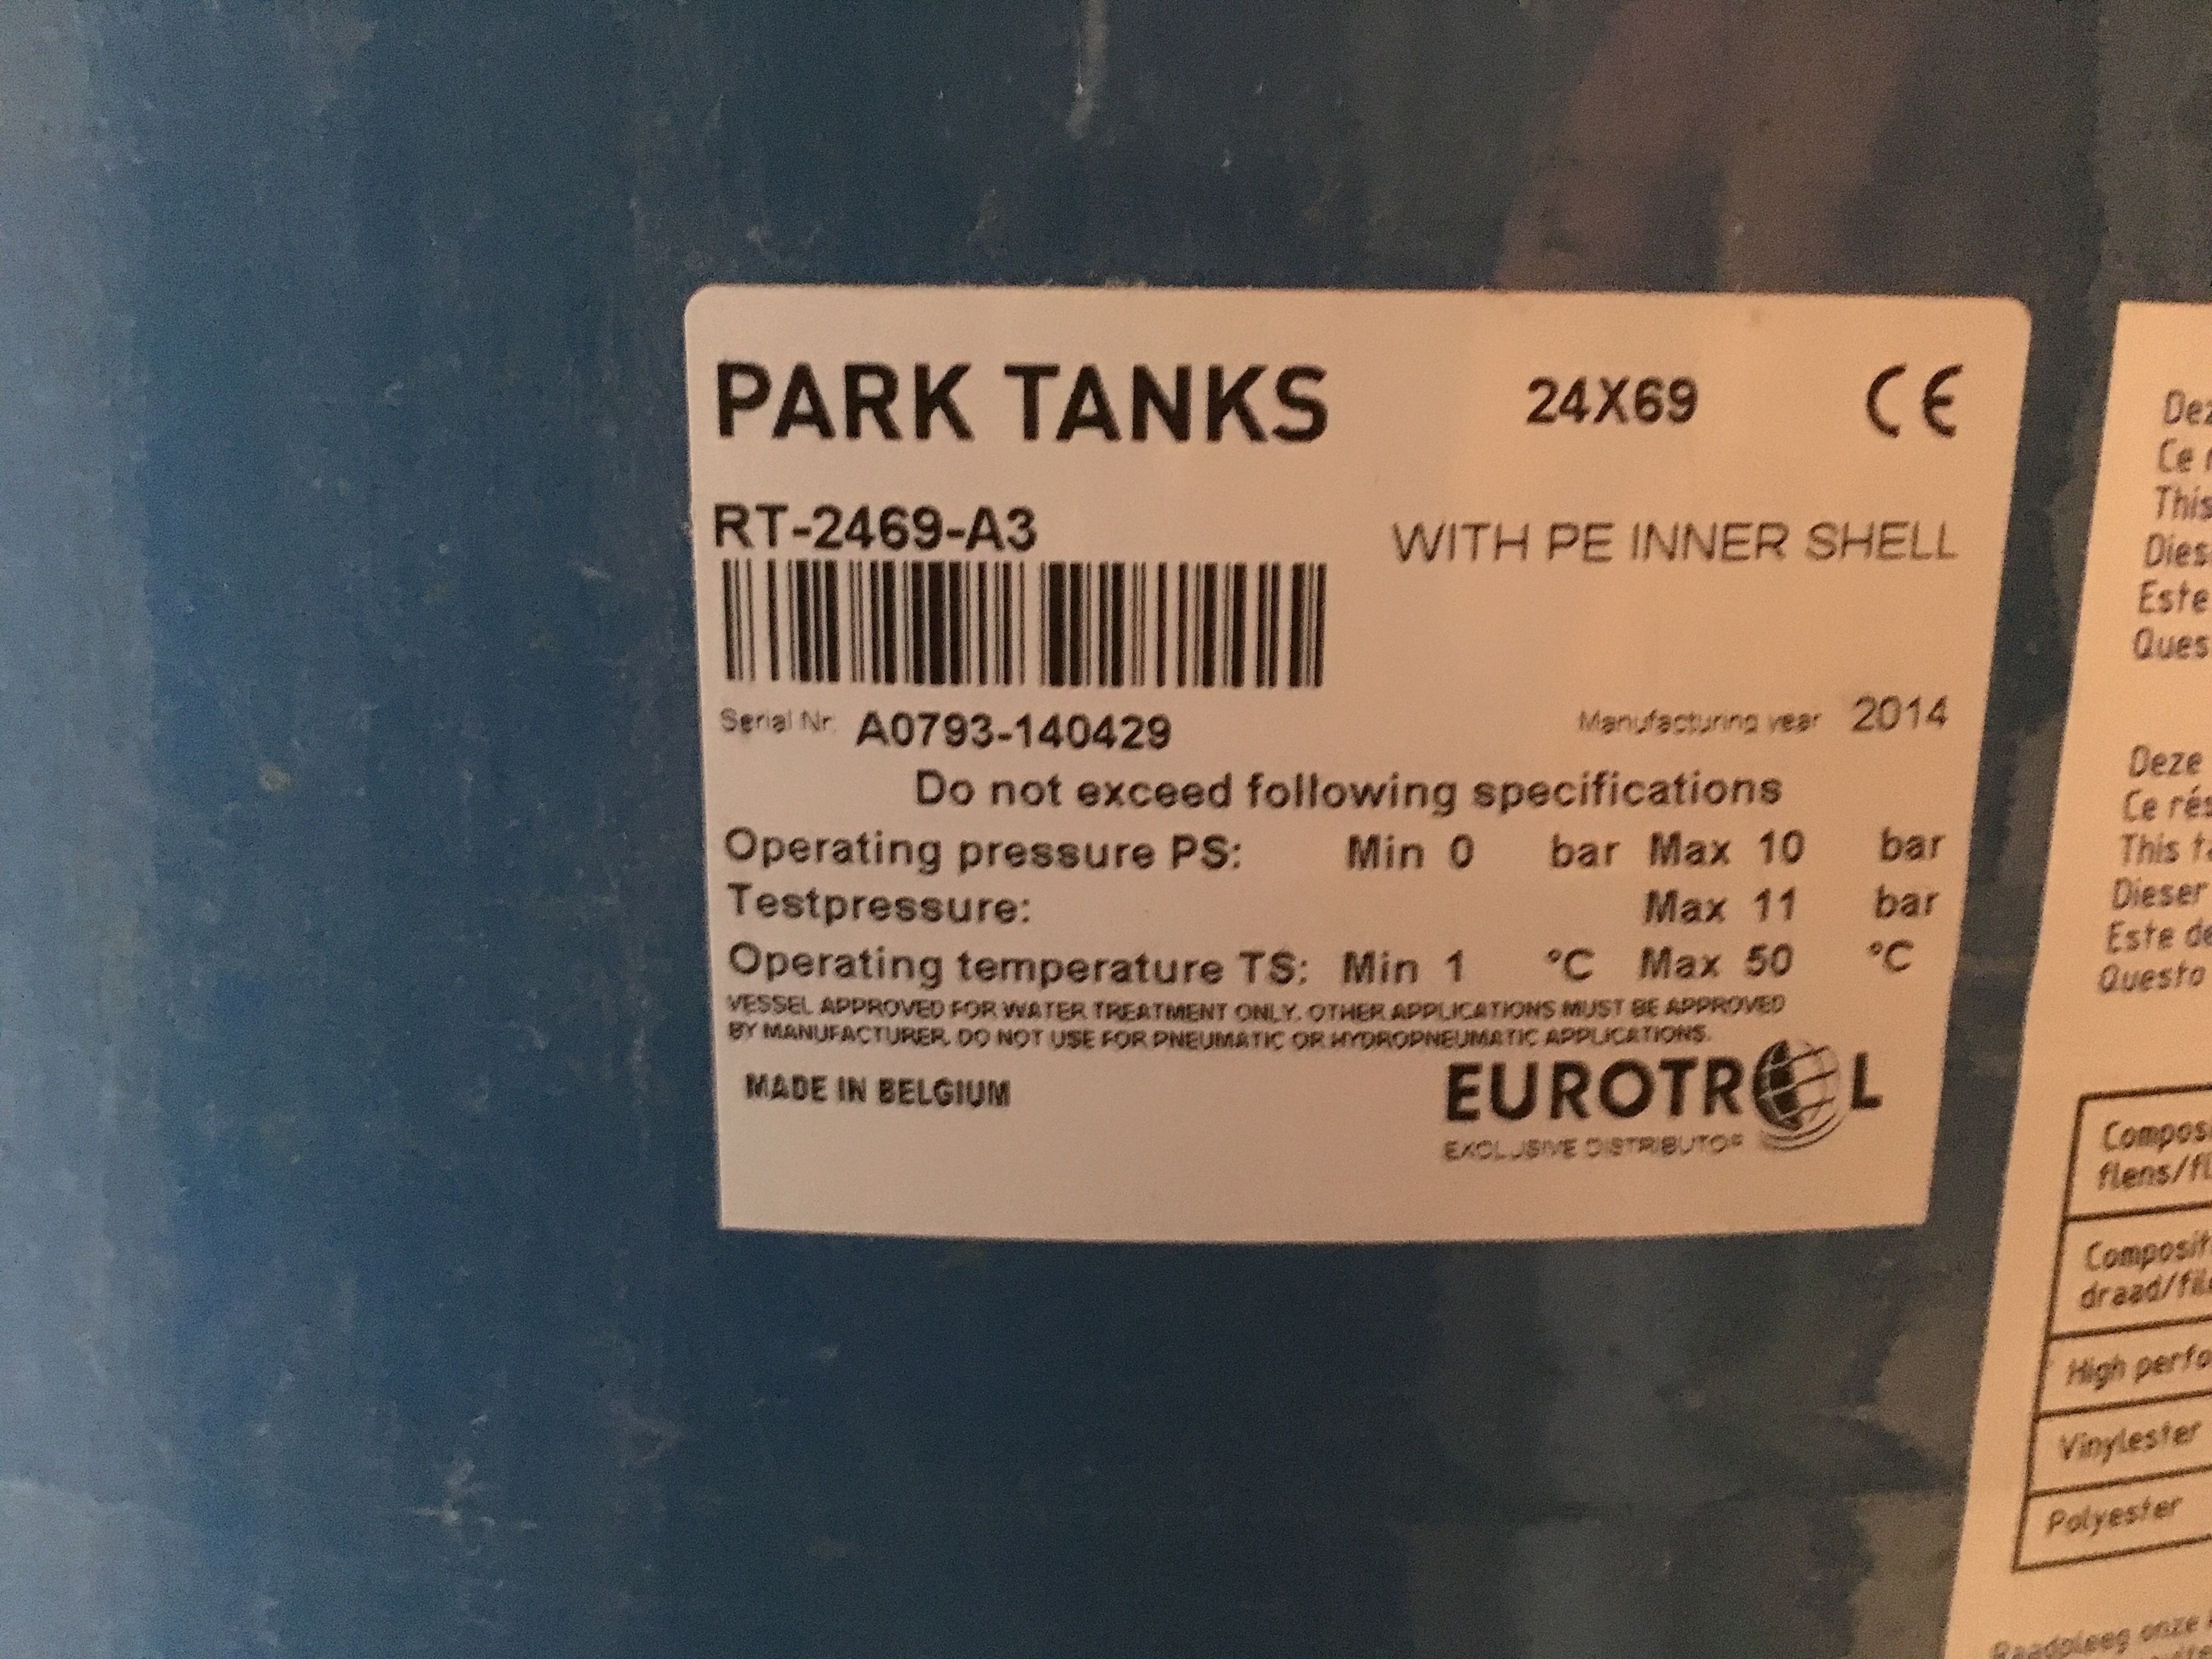 PARK TANKS 24X69 CE
RT-2469-A3
WITH PE INNER SHELL
Serial Nr. A0793-140429 Manufacturing year 2014
Do not exceed following specifications
Operating pressure PS: Min 0 bar Max 10 bar
Testpressure: Max 11 bar
Operating temperature TS: Min 1 °C Max 50 °C
VESSEL APPROVED FOR WATER TREATMENT ONLY. OTHER APPLICATIONS MUST BE APPROVED
BY MANUFACTURER. DO NOT USE FOR PNEUMATIC OR HYDROPNEUMATIC APPLICATIONS.
MADE IN BELGIUM
EUROTROL
EXCLUSIVE DISTRIBUTOR
Ce
This
Este
Deze
Ce
This
Dieser
Este
Questo
High
Vinylester
Polyester
Raadpleeg onze